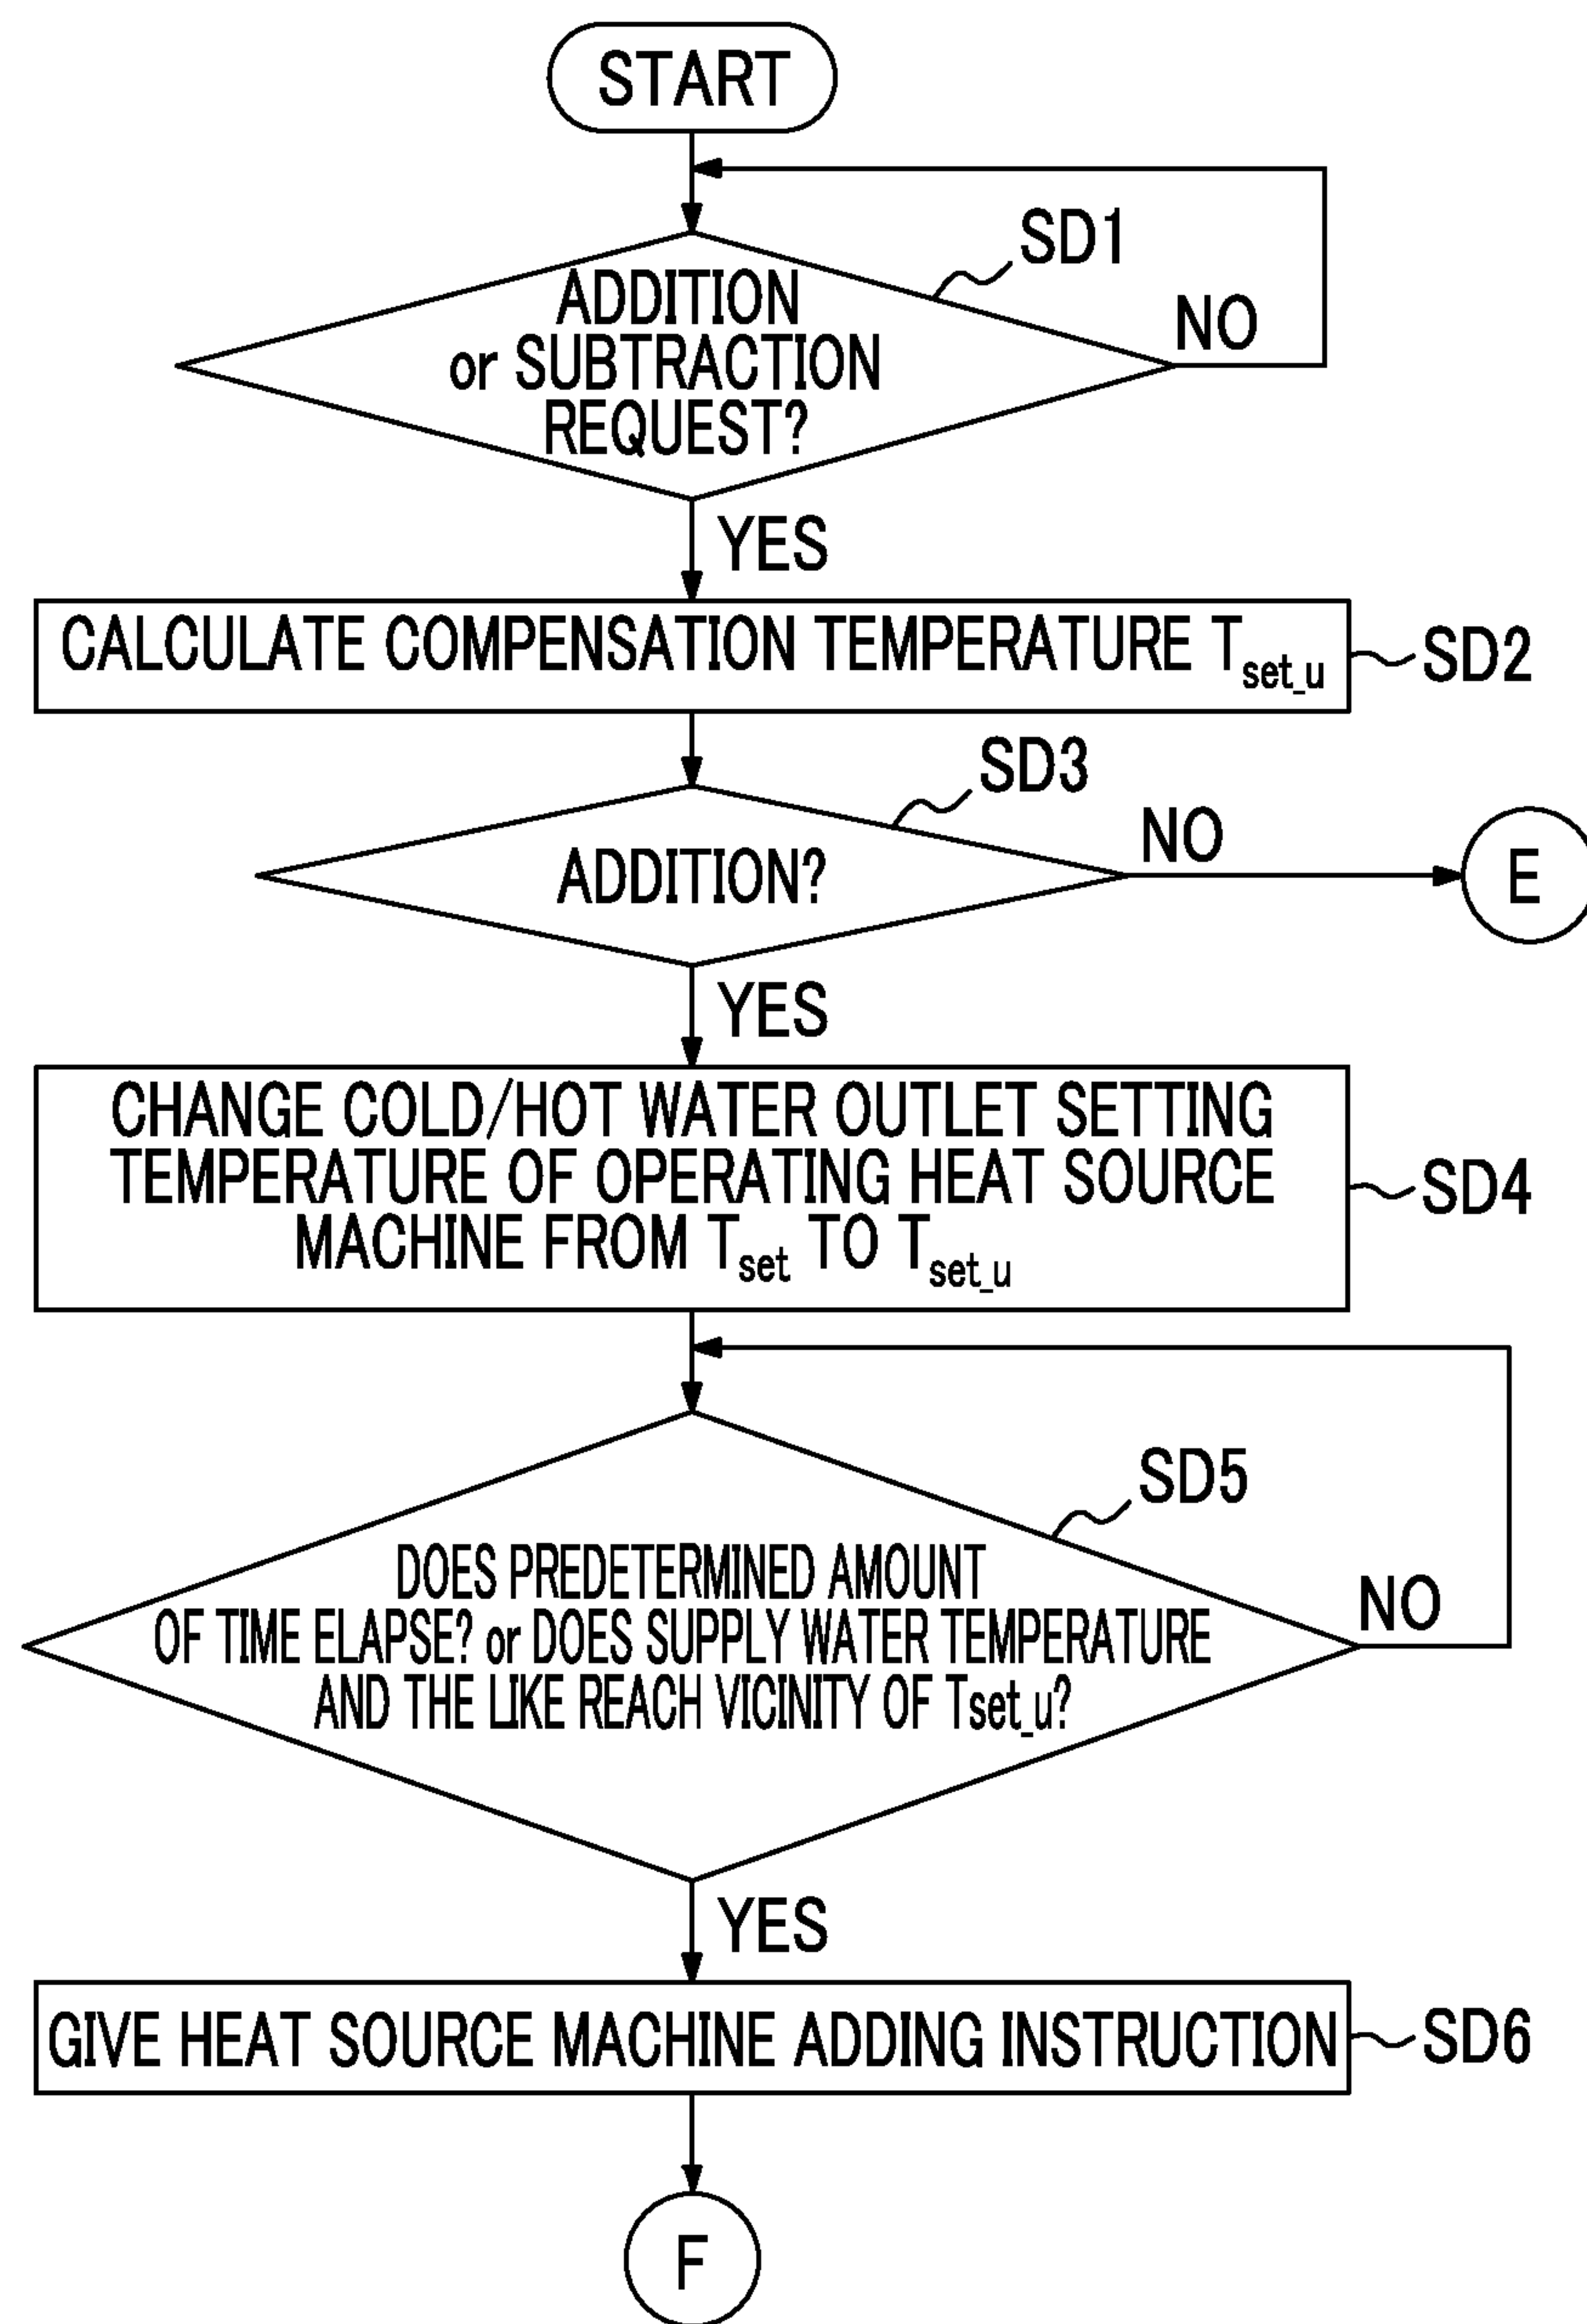 START
SD1
ADDITION
or SUBTRACTION
REQUEST?
NO
YES
CALCULATE COMPENSATION TEMPERATURE Tset_u
SD2
SD3
ADDITION?
NO
E
YES
CHANGE COLD/HOT WATER OUTLET SETTING
TEMPERATURE OF OPERATING HEAT SOURCE
MACHINE FROM Tset TO Tset_u
SD4
SD5
DOES PREDETERMINED AMOUNT
OF TIME ELAPSE? or DOES SUPPLY WATER TEMPERATURE
AND THE LIKE REACH VICINITY OF Tset_u?
NO
YES
GIVE HEAT SOURCE MACHINE ADDING INSTRUCTION
SD6
F